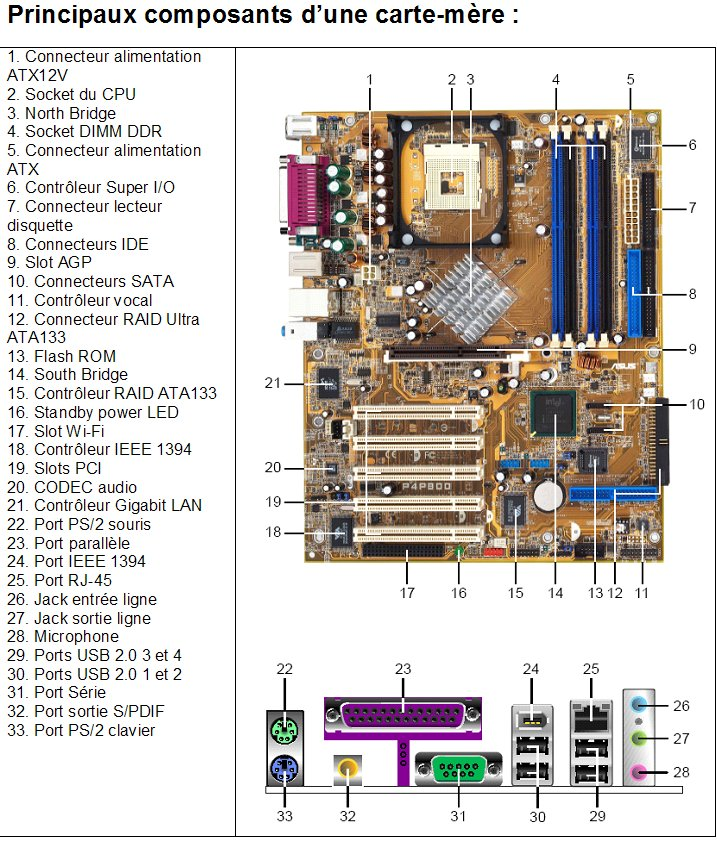 Principaux composants d’une carte-mère :
1. Connecteur alimentation
ATX12V
2. Socket du CPU
3. North Bridge
4. Socket DIMM DDR
5. Connecteur alimentation
ATX
6. Contrôleur Super I/O
7. Connecteur lecteur
disquette
8. Connecteurs IDE
9. Slot AGP
10. Connecteurs SATA
11. Contrôleur vocal
12. Connecteur RAID Ultra
ATA133
13. Flash ROM
14. South Bridge
15. Contrôleur RAID ATA133
16. Standby power LED
17. Slot Wi-Fi
18. Contrôleur IEEE 1394
19. Slots PCI
20. CODEC audio
21. Contrôleur Gigabit LAN
22. Port PS/2 souris
23. Port parallèle
24. Port IEEE 1394
25. Port RJ-45
26. Jack entrée ligne
27. Jack sortie ligne
28. Microphone
29. Ports USB 2.0 3 et 4
30. Ports USB 2.0 1 et 2
31. Port Série
32. Port sortie S/PDIF
33. Port PS/2 clavier
1 2 3 4 5
6
7
8
9
21
10
20
19
18
intel
ASUS
P4P800
VIA
17 16 15 14 13 12 11
22 23 24 25
26
27
28
33 32 31 30 29